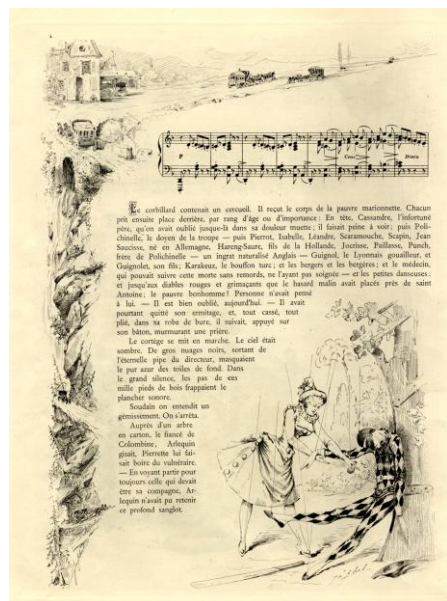 P
Cres.
Dimin.
Le corbillard contenait un cercueil. Il reçut le corps de la pauvre marionnette. Chacun
prit ensuite place derrière, par rang d'âge ou d'importance : En tête, Cassandre, l'infortuné
père, qu'on avait oublié jusque-là dans sa douleur muette; il faisait peine à voir; puis Poli-
chinelle, le doyen de la troupe — puis Pierrot, Isabelle, Léandre, Scaramouche, Scapin, Jean
Saucisse, né en Allemagne, Hareng-Saure, fils de la Hollande, Jocrisse, Paillasse, Punch,
frère de Polichinelle — un ingrat naturalisé Anglais — Guignol, le Lyonnais gouailleur, et
Guignolet, son fils; Karakeuz, le bouffon turc; et les bergers et les bergères; et le médecin,
qui pouvait suivre cette morte sans remords, ne l'ayant pas soignée — et les petites danseuses;
et jusqu'aux diables rouges et grimaçants que le hasard malin avait placés près de saint
Antoine; le pauvre bonhomme! Personne n'avait pensé
à lui. — Il est bien oublié, aujourd'hui. — Il avait
pourtant quitté son ermitage, et, tout cassé, tout
plié, dans sa robe de bure, il suivait, appuyé sur
son bâton, murmurant une prière.
Le cortège se mit en marche. Le ciel était
sombre. De gros nuages noirs, sortant de
l'éternelle pipe du directeur, masquaient
le pur azur des toiles de fond. Dans
le grand silence, les pas de ces
mille pieds de bois frappaient le
plancher sonore.
Soudain on entendit un
gémissement. On s'arrêta.
Auprès d'un arbre
en carton, le fiancé de
Colombine, Arlequin
gisait, Pierrette lui fai-
sait boire du vulnéraire.
— En voyant partir pour
toujours celle qui devait
être sa compagne, Ar-
lequin n'avait pu retenir
ce profond sanglot.